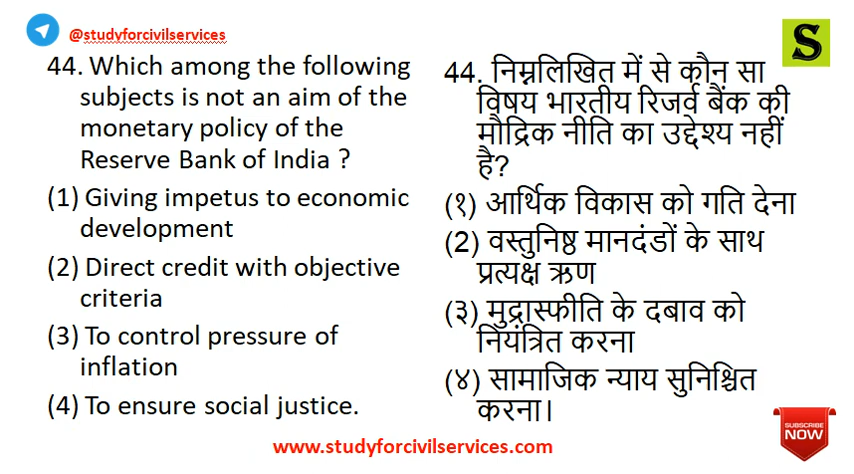 @studyforcivilservices
S
44. Which among the following
subjects is not an aim of the
monetary policy of the
Reserve Bank of India ?
(1) Giving impetus to economic
development
(2) Direct credit with objective
criteria
(3) To control pressure of
inflation
(4) To ensure social justice.
44. निम्नलिखित में से कौन सा
विषय भारतीय रिजर्व बैंक की
मौद्रिक नीति का उद्देश्य नहीं
है?
(१) आर्थिक विकास को गति देना
(2) वस्तुनिष्ठ मानदंडों के साथ
प्रत्यक्ष ऋण
(३) मुद्रास्फीति के दबाव को
नियंत्रित करना
(४) सामाजिक न्याय सुनिश्चित
करना।
SUBSCRIBE
NOW
www.studyforcivilservices.com